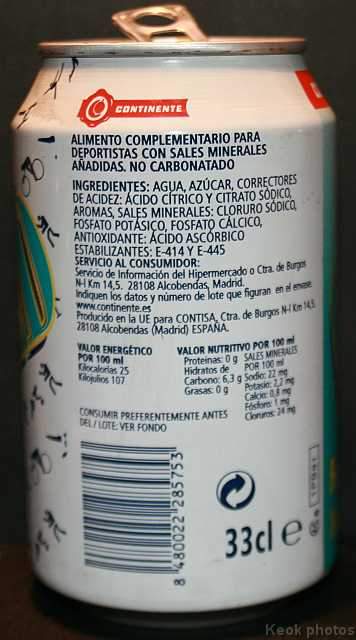 CONTINENTE
ALIMENTO COMPLEMENTARIO PARA
DEPORTISTAS CON SALES MINERALES
AÑADIDAS. NO CARBONATADO
INGREDIENTES: AGUA, AZÚCAR, CORRECTORES
DE ACIDEZ: ÁCIDO CÍTRICO Y CITRATO SÓDICO,
AROMAS, SALES MINERALES: CLORURO SÓDICO,
FOSFATO POTÁSICO, FOSFATO CÁLCICO,
ANTIOXIDANTE: ÁCIDO ASCÓRBICO
ESTABILIZANTES: E-414 Y E-445
SERVICIO AL CONSUMIDOR:
Servicio de Información del Hipermercado o Ctra. de Burgos
N-I Km 14,5. 28108 Alcobendas, Madrid.
Indiquen los datos y número de lote que figuran en el envase.
www.continente.es
Producido en la UE para CONTISA, Ctra. de Burgos N-I Km 14,5.
28108 Alcobendas (Madrid) ESPAÑA.
VALOR ENERGÉTICO
POR 100 ml
Kilocalorías 25
Kilojulios 107
VALOR NUTRITIVO POR 100 ml
Proteinas: 0 g
Hidratos de
Carbono: 6,3 g
Grasas: 0 g
SALES MINERALES
POR 100 ml
Sodio: 22 mg
Potasio: 2,2 mg
Calcio: 0,8 mg
Fósforo: 1 mg
Cloruros: 24 mg
CONSUMIR PREFERENTEMENTE ANTES
DEL / LOTE: VER FONDO
8 480022 285753
33cl e
Keok photos